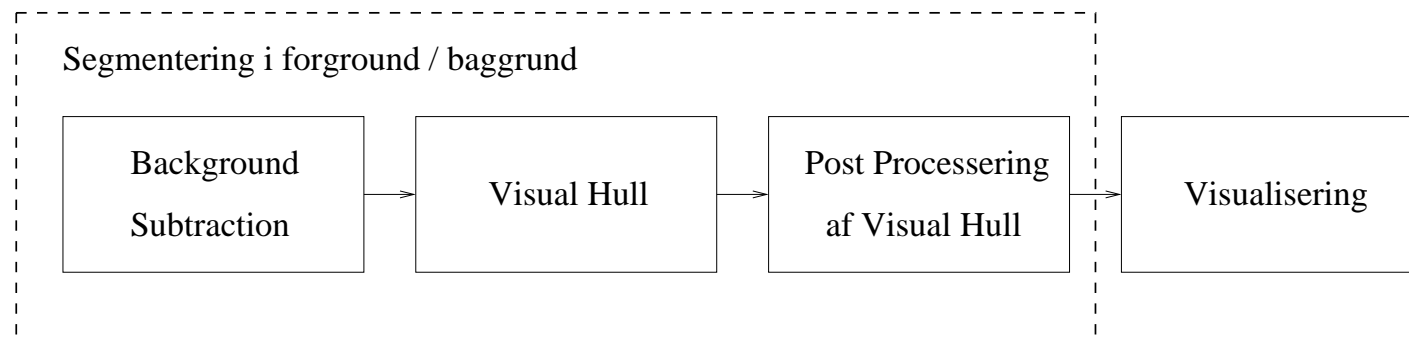 Segmentering i forground / baggrund
Background
Subtraction
Visual Hull
Post Processering
af Visual Hull
Visualisering